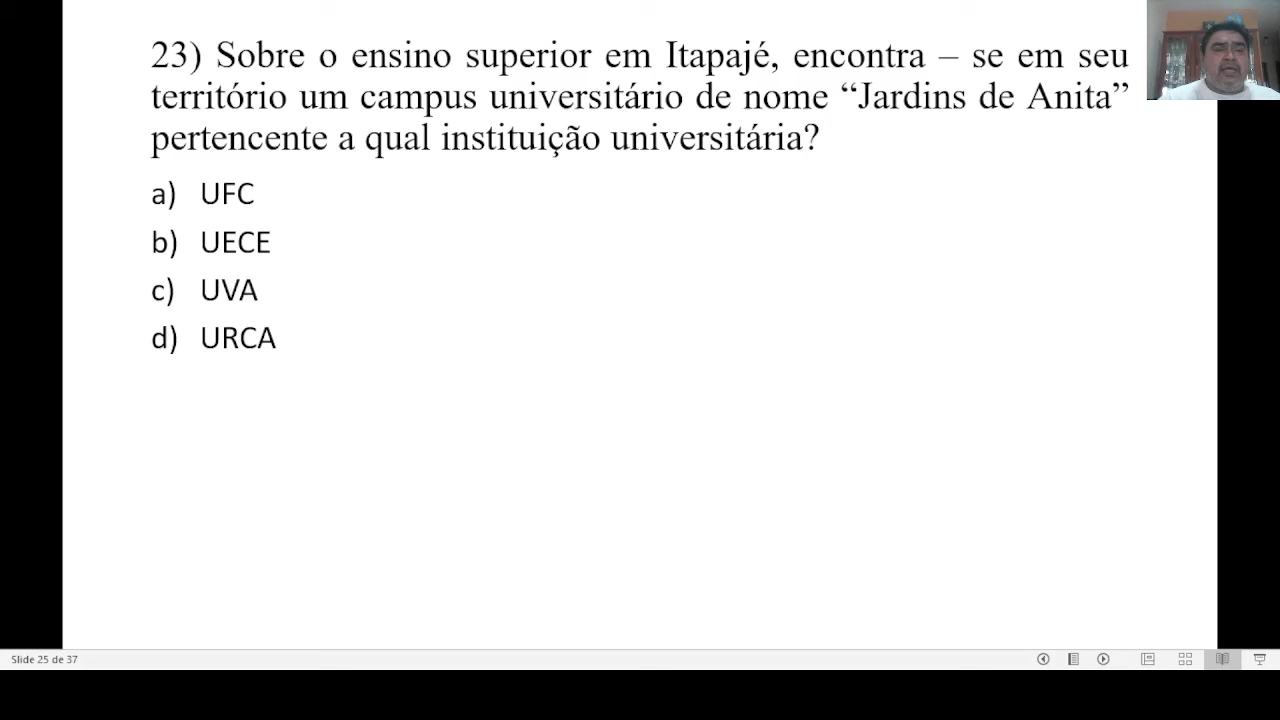 23) Sobre o ensino superior em Itapajé, encontra – se em seu
território um campus universitário de nome “Jardins de Anita”
pertencente a qual instituição universitária?
a) UFC
b) UECE
c) UVA
d) URCA
Slide 25 de 37